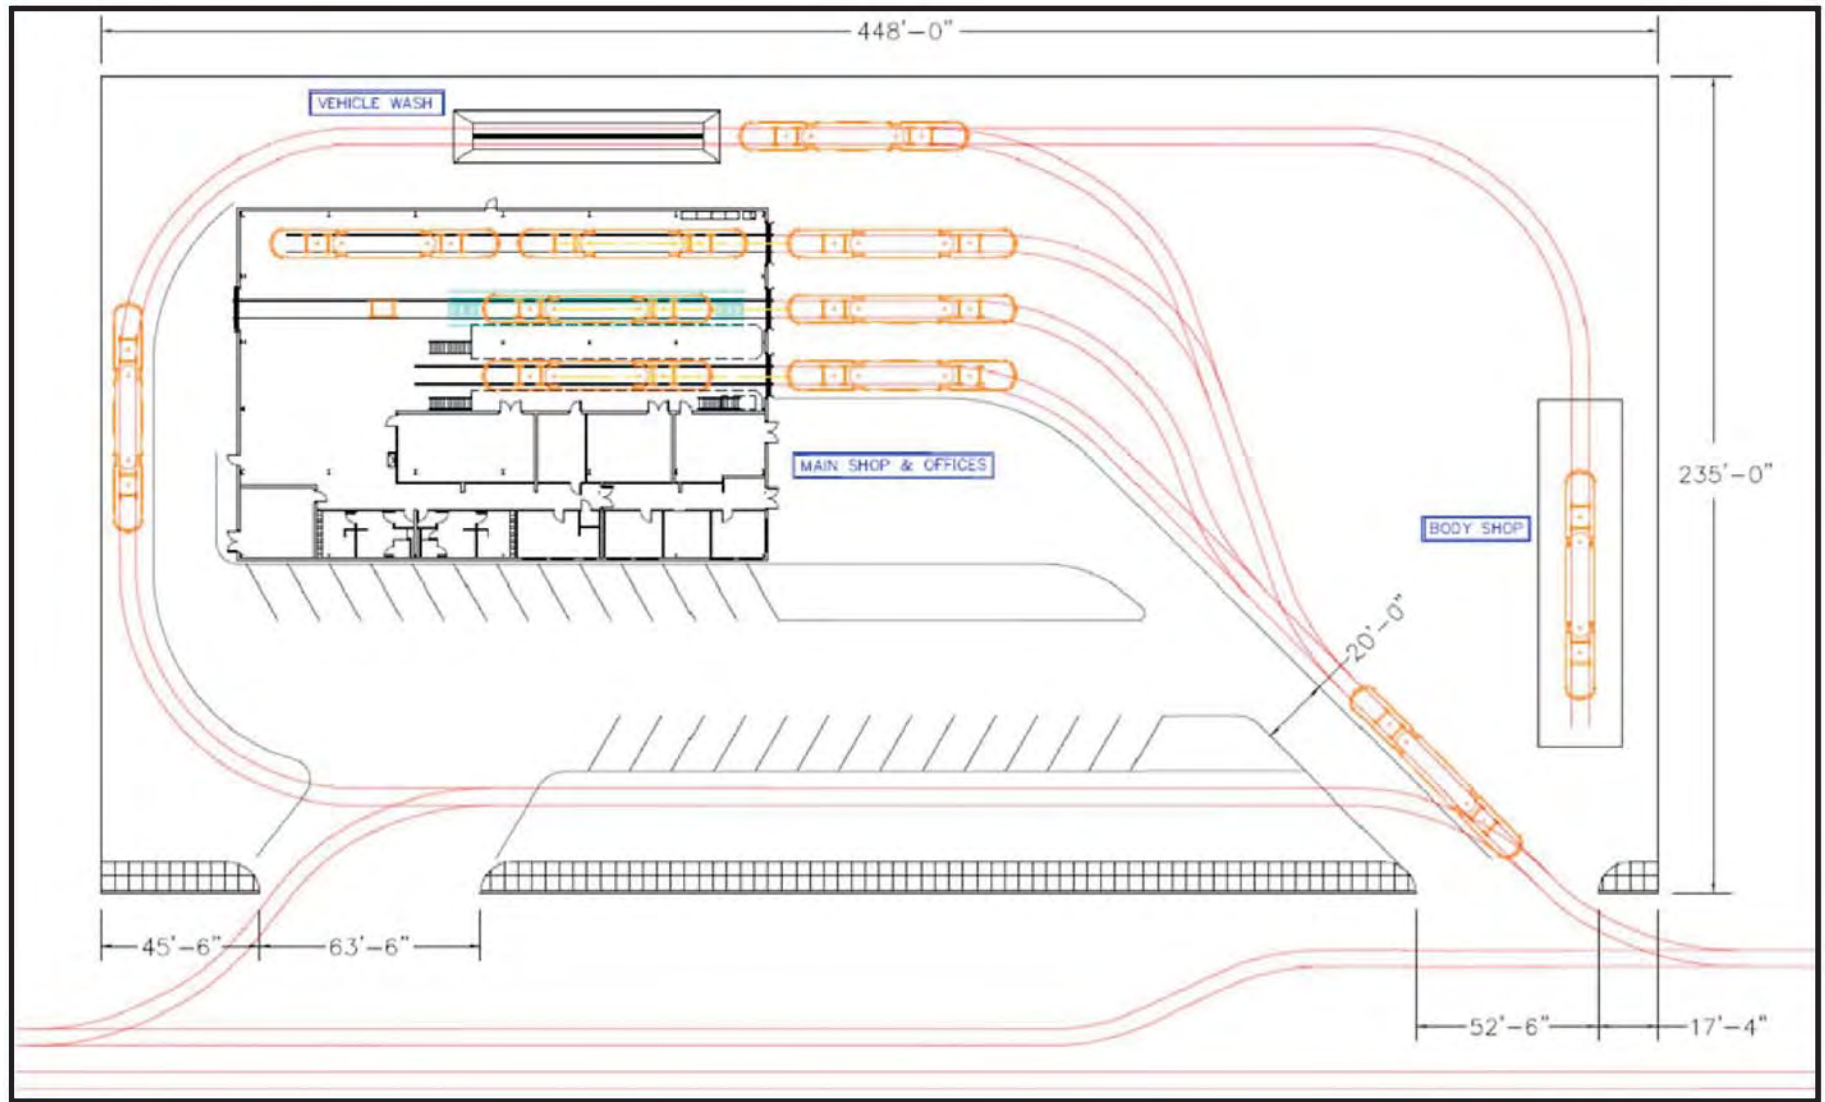 448'-0"
VEHICLE WASH
MAIN SHOP & OFFICES
235'-0"
BODY SHOP
20'-0"
45'-6"
63'-6"
52'-6"
17'-4"